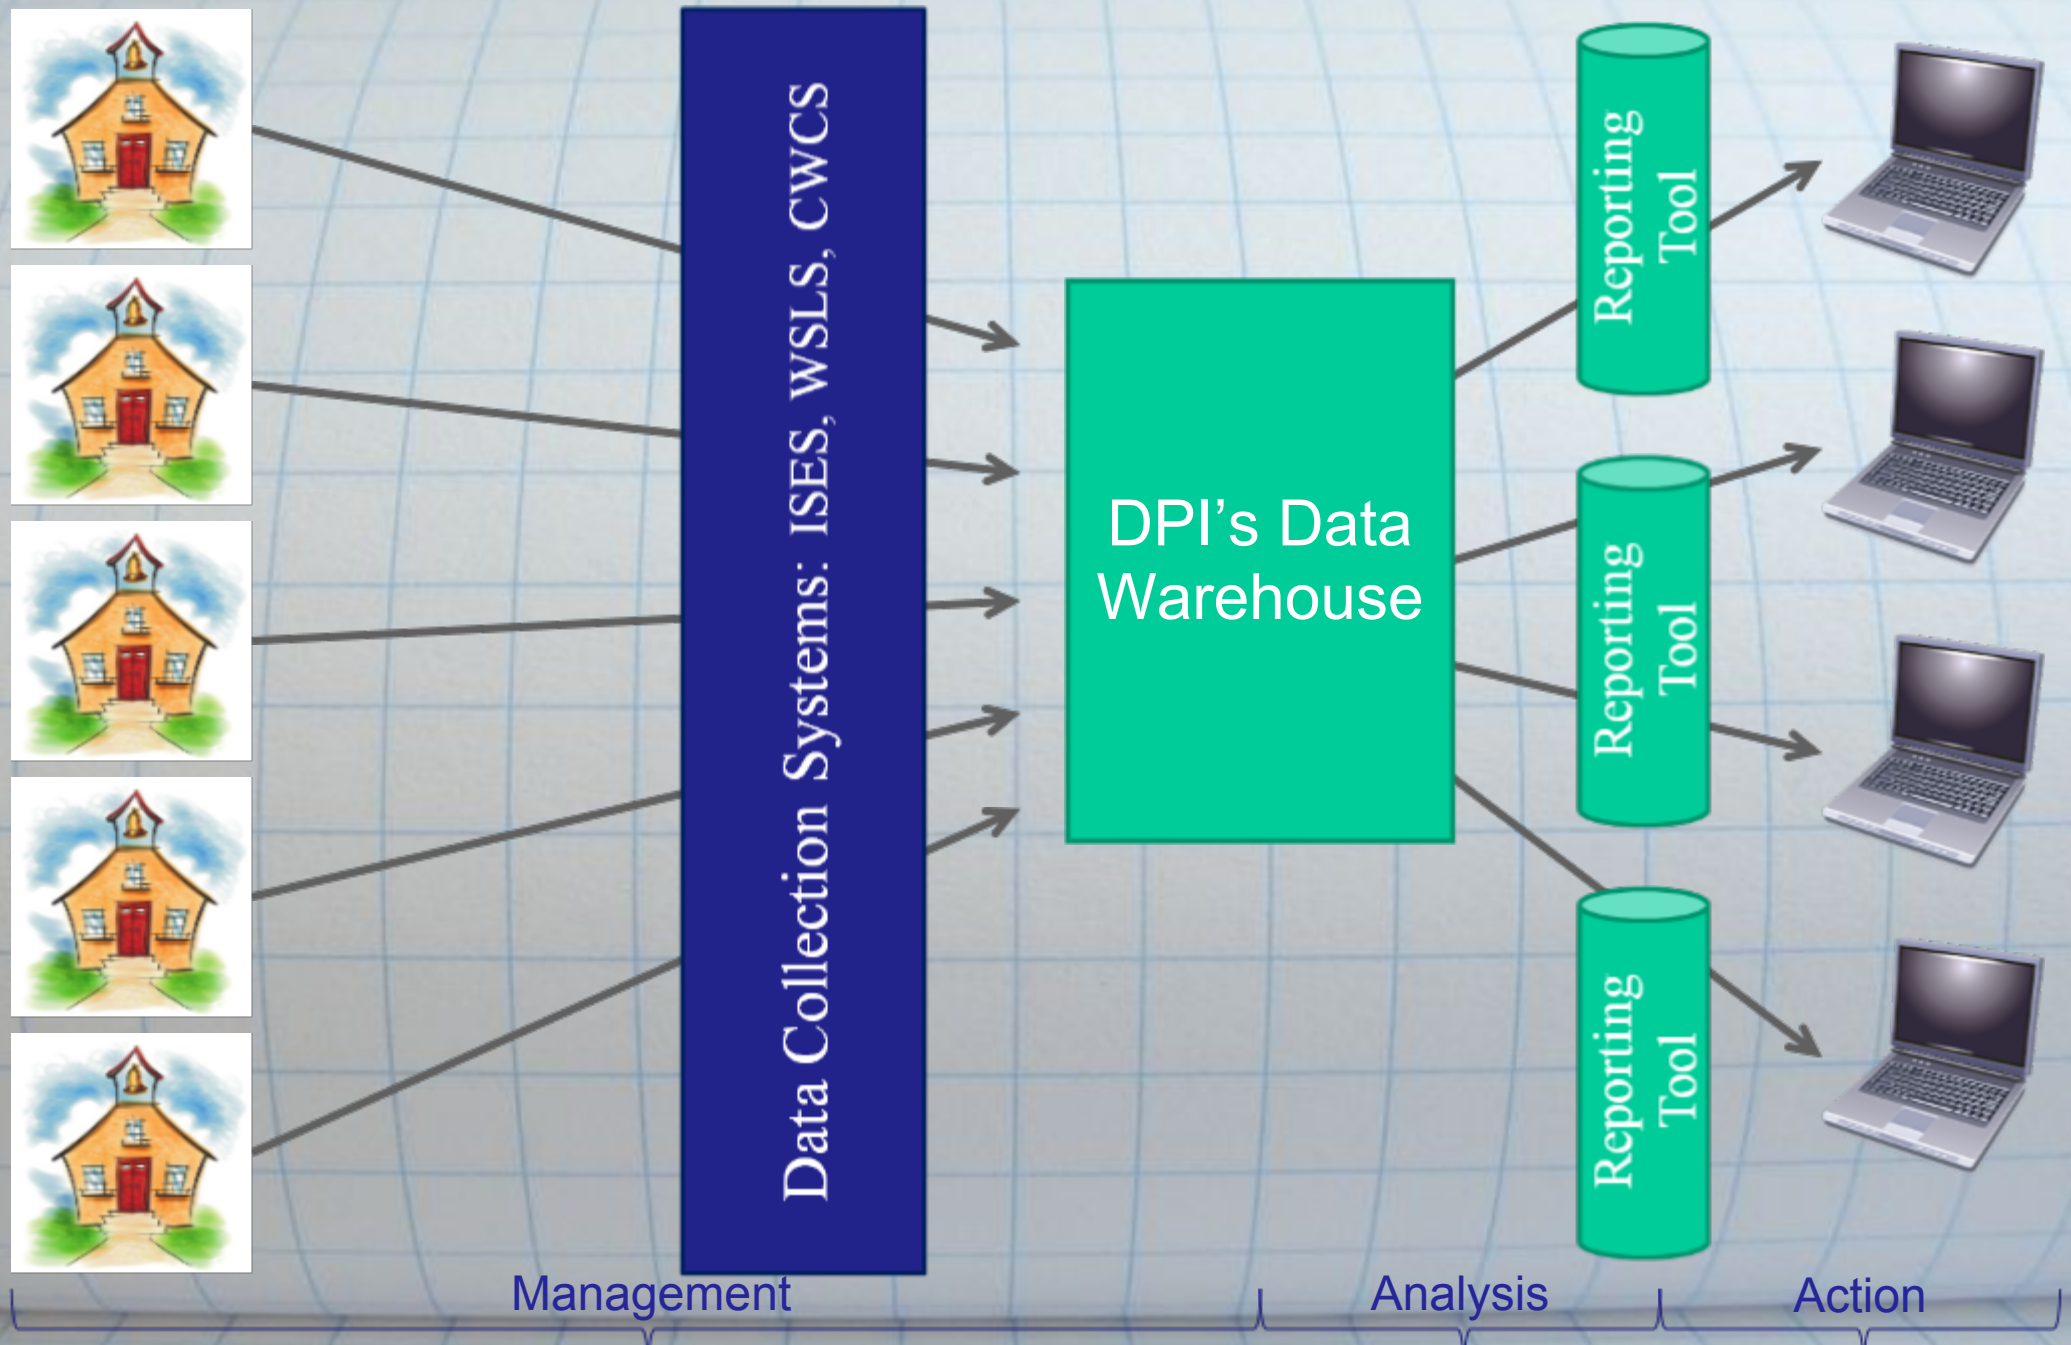 Data Collection Systems: ISES, WSLS, CWCS
DPI’s Data
Warehouse
Reporting
Tool
Reporting
Tool
Reporting
Tool
Management
Analysis
Action